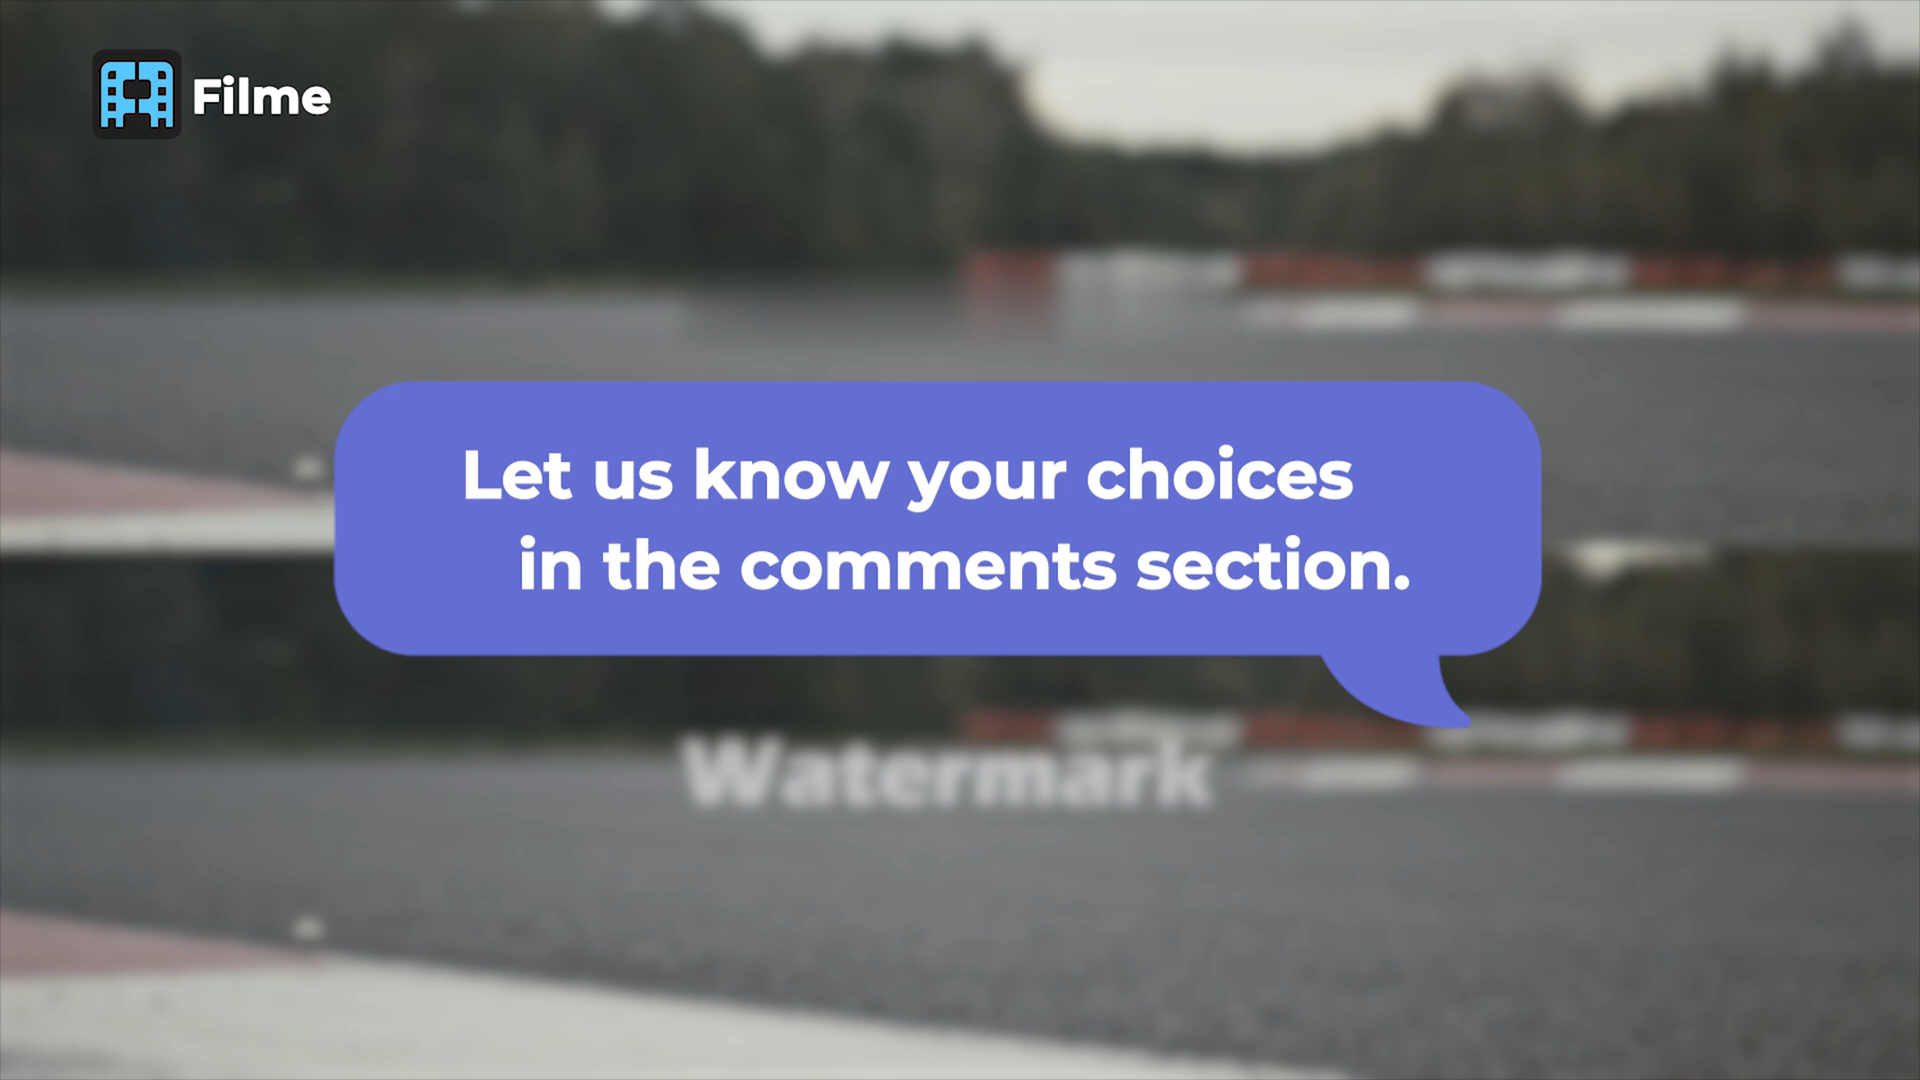 Filme
Let us know your choices
in the comments section.
Watermark